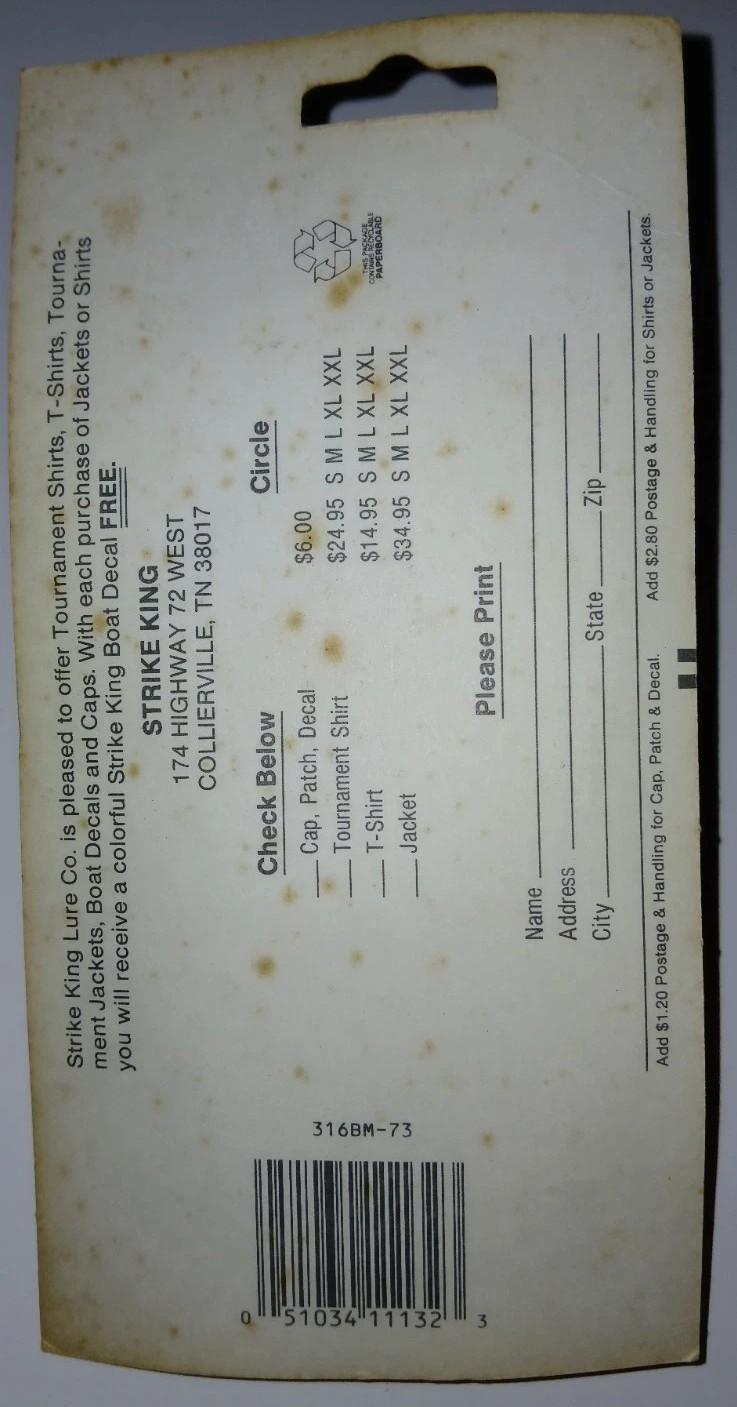 Strike King Lure Co. is pleased to offer Tournament Shirts, T-Shirts, Tourna-
ment Jackets, Boat Decals and Caps. With each purchase of Jackets or Shirts
you will receive a colorful Strike King Boat Decal FREE.
STRIKE KING
174 HIGHWAY 72 WEST
COLLIERVILLE, TN 38017
Check Below Circle
___ Cap, Patch, Decal $6.00
___ Tournament Shirt $24.95 S M L XL XXL
___ T-Shirt $14.95 S M L XL XXL
___ Jacket $34.95 S M L XL XXL
THIS PACKAGE
CONTAINS RECYCLABLE
PAPERBOARD
Please Print
Name
Address
City State Zip
Add $1.20 Postage & Handling for Cap, Patch & Decal. Add $2.80 Postage & Handling for Shirts or Jackets.
316BM-73
0 51034 11132 3